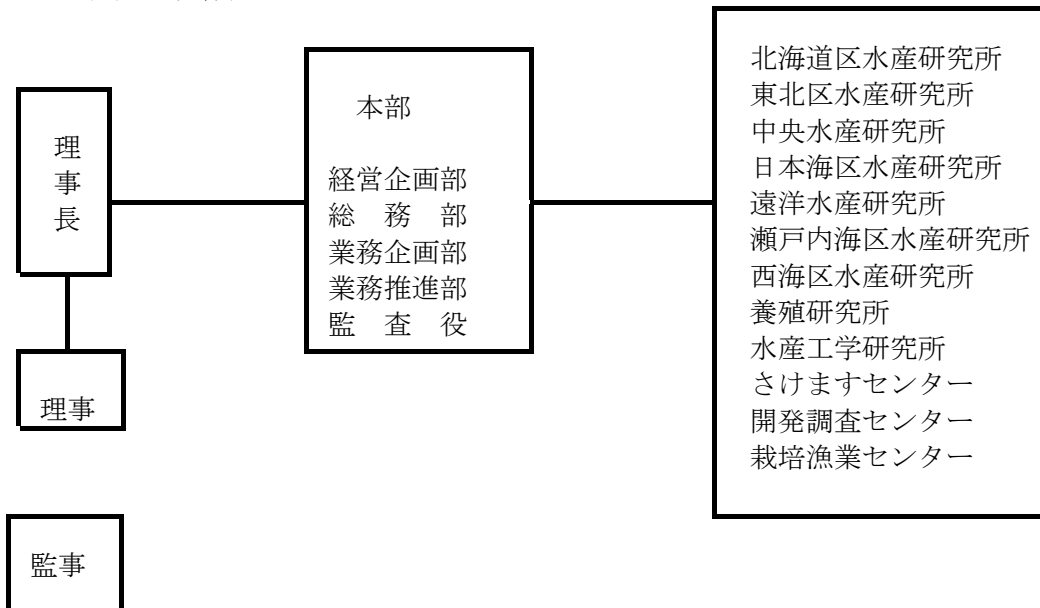 理事長
理事
監事
本部
経営企画部
総　務　部
業務企画部
業務推進部
監　査　役
北海道区水産研究所
東北区水産研究所
中央水産研究所
日本海区水産研究所
遠洋水産研究所
瀬戸内海区水産研究所
西海区水産研究所
養殖研究所
水産工学研究所
さけますセンター
開発調査センター
栽培漁業センター